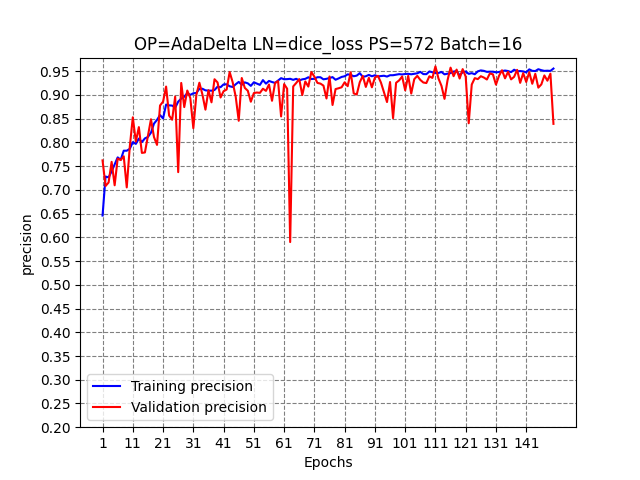 OP=AdaDelta LN=dice_loss PS=572 Batch=16
0.95
0.90
0.85
0.80
0.75
0.70
0.65
0.60
0.55
0.50
0.45
0.40
0.35
0.30
0.25
0.20
precision
Training precision
Validation precision
1 11 21 31 41 51 61 71 81 91 101 111 121 131 141
Epochs